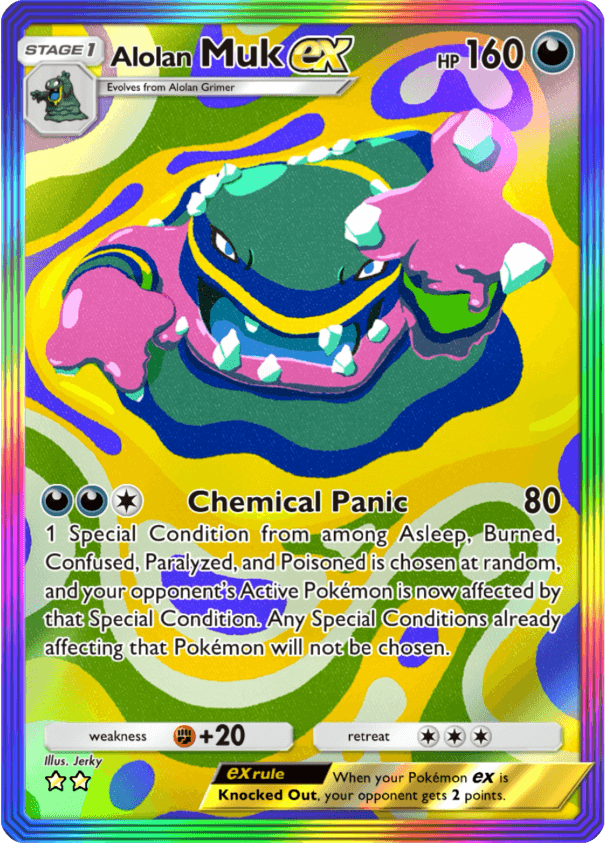 STAGE 1
Alolan Muk ex
HP 160
Evolves from Alolan Grimer
Chemical Panic 80
1 Special Condition from among Asleep, Burned,
Confused, Paralyzed, and Poisoned is chosen at random,
and your opponent's Active Pokémon is now affected by
that Special Condition. Any Special Conditions already
affecting that Pokémon will not be chosen.
weakness +20
retreat
Illus. Jerky
ex rule
When your Pokémon ex is
Knocked Out, your opponent gets 2 points.